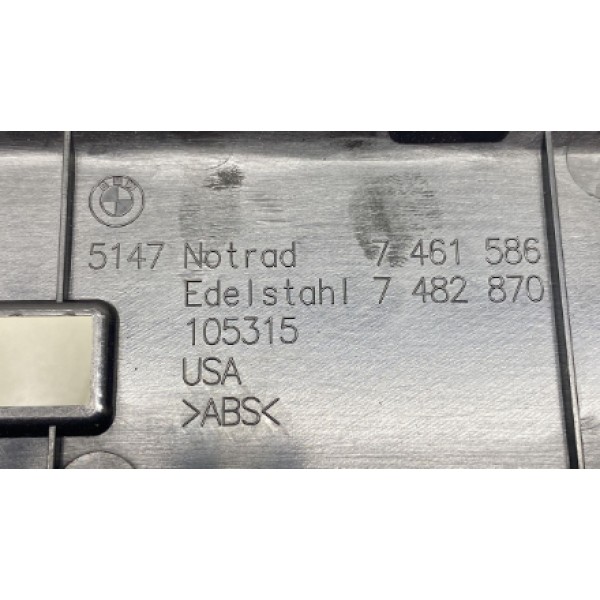 5147 Notrad 7 461 586
Edelstahl 7 482 870
105315
USA
>ABS<